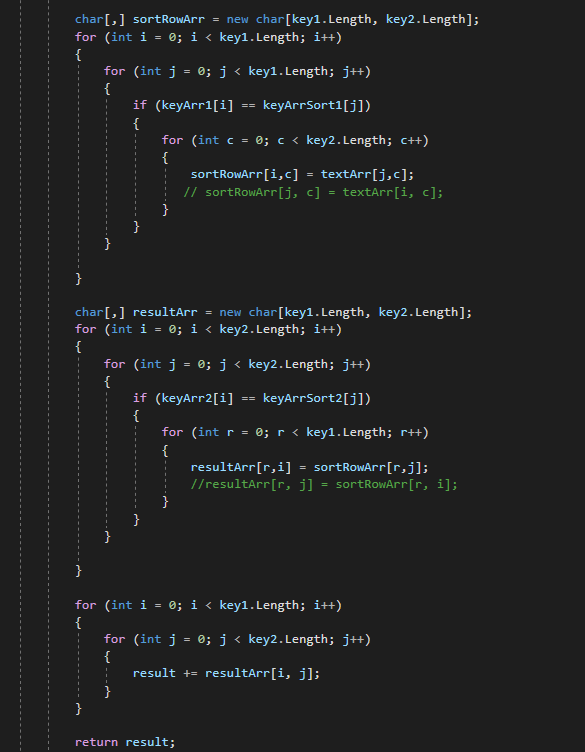 char[,] sortRowArr = new char[key1.Length, key2.Length];
for (int i = 0; i < key1.Length; i++)
{
for (int j = 0; j < key1.Length; j++)
{
if (keyArr1[i] == keyArrSort1[j])
{
for (int c = 0; c < key2.Length; c++)
{
sortRowArr[i,c] = textArr[j,c];
// sortRowArr[j, c] = textArr[i, c];
}
}
}
}
char[,] resultArr = new char[key1.Length, key2.Length];
for (int i = 0; i < key2.Length; i++)
{
for (int j = 0; j < key2.Length; j++)
{
if (keyArr2[i] == keyArrSort2[j])
{
for (int r = 0; r < key1.Length; r++)
{
resultArr[r,i] = sortRowArr[r,j];
//resultArr[r, j] = sortRowArr[r, i];
}
}
}
}
for (int i = 0; i < key1.Length; i++)
{
for (int j = 0; j < key2.Length; j++)
{
result += resultArr[i, j];
}
}
return result;